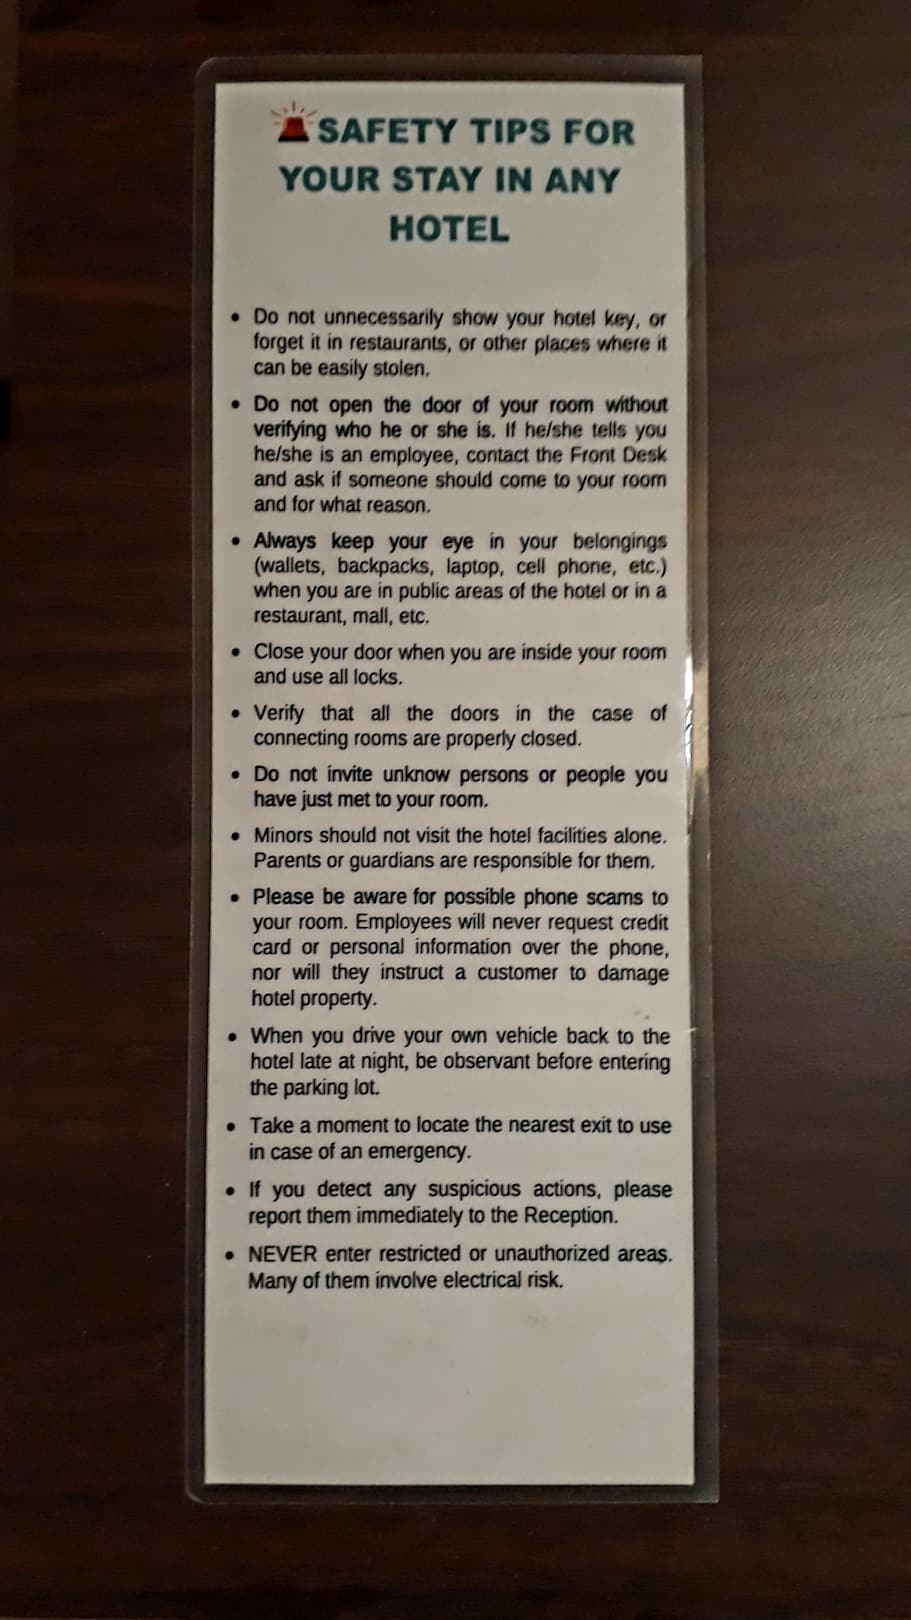 SAFETY TIPS FOR
YOUR STAY IN ANY
HOTEL
• Do not unnecessarily show your hotel key, or
forget it in restaurants, or other places where it
can be easily stolen.
• Do not open the door of your room without
verifying who he or she is. If he/she tells you
he/she is an employee, contact the Front Desk
and ask if someone should come to your room
and for what reason.
• Always keep your eye in your belongings
(wallets, backpacks, laptop, cell phone, etc.)
when you are in public areas of the hotel or in a
restaurant, mall, etc.
• Close your door when you are inside your room
and use all locks.
• Verify that all the doors in the case of
connecting rooms are properly closed.
• Do not invite unknow persons or people you
have just met to your room.
• Minors should not visit the hotel facilities alone.
Parents or guardians are responsible for them.
• Please be aware for possible phone scams to
your room. Employees will never request credit
card or personal information over the phone,
nor will they instruct a customer to damage
hotel property.
• When you drive your own vehicle back to the
hotel late at night, be observant before entering
the parking lot.
• Take a moment to locate the nearest exit to use
in case of an emergency.
• If you detect any suspicious actions, please
report them immediately to the Reception.
• NEVER enter restricted or unauthorized areas.
Many of them involve electrical risk.